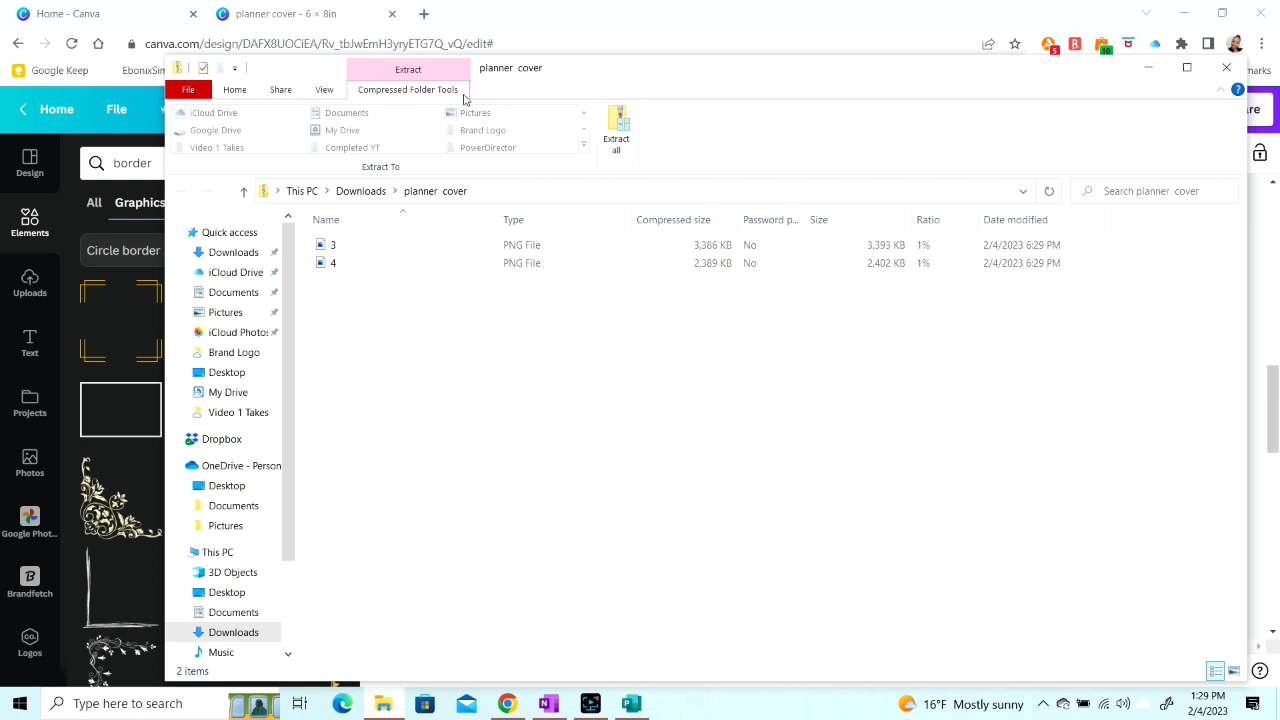 Home - Canva
planner cover - 6 × 8in
canva.com/design/DAFX8UOCiEA/Rv_tbJwEmH3yryETG7Q_vQ/edit#
5
R
10
Google Keep
EbonixSim
Extract
planner cover
File
Home
Share
View
Compressed Folder Tools
iCloud Drive
Documents
Pictures
Google Drive
My Drive
Brand Logo
Video 1 Takes
Completed YT
PowerDirector
Extract all
Extract To
This PC
Downloads
planner cover
Search planner cover
Name
Type
Compressed size
Password p...
Size
Ratio
Date modified
3 PNG File 3,386 KB No 3,393 KB 1% 2/4/2023 6:29 PM
4 PNG File 2,389 KB No 2,402 KB 1% 2/4/2023 6:29 PM
Quick access
Downloads
iCloud Drive
Documents
Pictures
iCloud Photos
Brand Logo
Desktop
My Drive
Video 1 Takes
Dropbox
OneDrive - Person
Desktop
Documents
Pictures
This PC
3D Objects
Desktop
Documents
Downloads
Music
2 items
Home
File
border
All
Graphics
Circle border
Design
Elements
Uploads
Text
Projects
Photos
Google Phot...
Brandfetch
Logos
Type here to search
16°F Mostly sunny
1:29 PM
2/4/2023